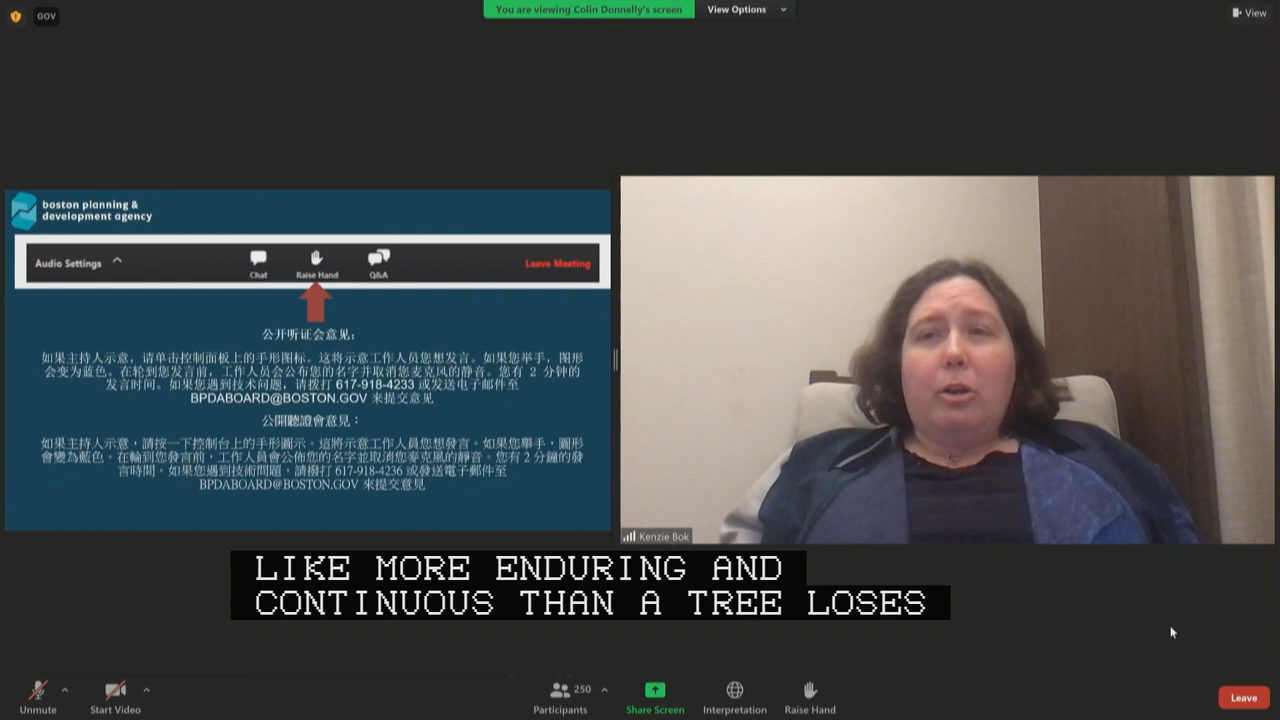 GOV
You are viewing Colin Donnelly's screen
View Options
View
boston planning &
development agency
Audio Settings
Chat
Raise Hand
Q&A
Leave Meeting
公开听证会意见：
如果主持人示意，请单击控制面板上的手形图标。这将示意工作人员您想发言。如果您举手，图形
会变为蓝色。在轮到您发言前，工作人员会公布您的名字并取消您麦克风的静音。您有 2 分钟的
发言时间。如果您遇到技术问题，请拨打 617-918-4233 或发送电子邮件至
BPDABOARD@BOSTON.GOV 来提交意见
公開聽證會意見：
如果主持人示意，請按一下控制台上的手形圖示。這將示意工作人員您想發言。如果您舉手，圖形
會變為藍色。在輪到您發言前，工作人員會公佈您的名字並取消您麥克風的靜音。您有 2 分鐘的發
言時間。如果您遇到技術問題，請撥打 617-918-4236 或發送電子郵件至
BPDABOARD@BOSTON.GOV 來提交意見
Kenzie Bok
LIKE MORE ENDURING AND
CONTINUOUS THAN A TREE LOSES
Unmute
Start Video
250
Participants
Share Screen
Interpretation
Raise Hand
Leave